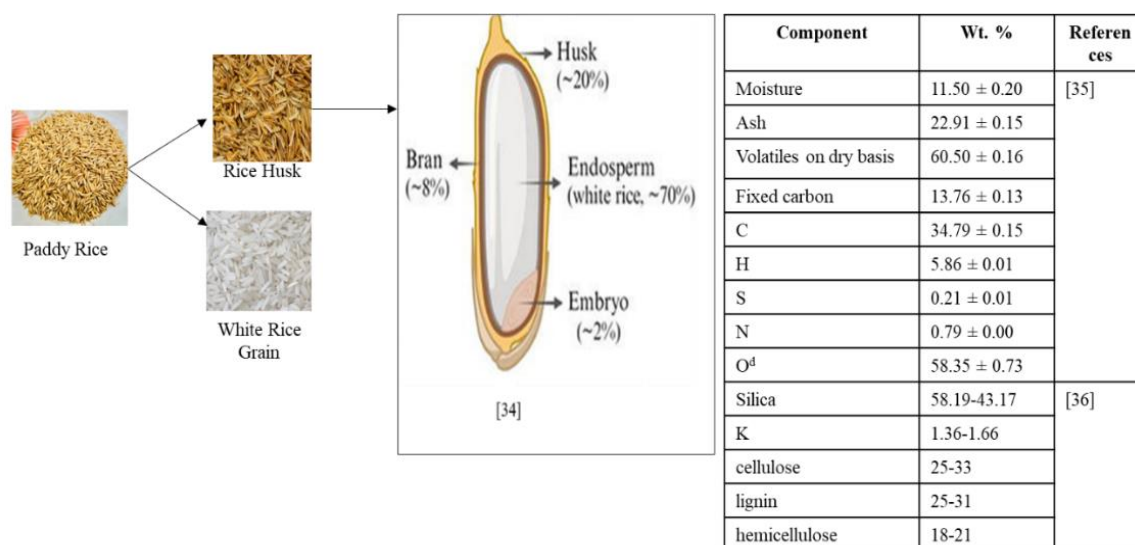 Paddy Rice
Rice Husk
White Rice
Grain
Husk
(~20%)
Bran
(~8%)
Endosperm
(white rice, ~70%)
Embryo
(~2%)
[34]
Component Wt. % Referen
ces
Moisture 11.50 ± 0.20 [35]
Ash 22.91 ± 0.15
Volatiles on dry basis 60.50 ± 0.16
Fixed carbon 13.76 ± 0.13
C 34.79 ± 0.15
H 5.86 ± 0.01
S 0.21 ± 0.01
N 0.79 ± 0.00
Oᵈ 58.35 ± 0.73
Silica 58.19-43.17 [36]
K 1.36-1.66
cellulose 25-33
lignin 25-31
hemicellulose 18-21